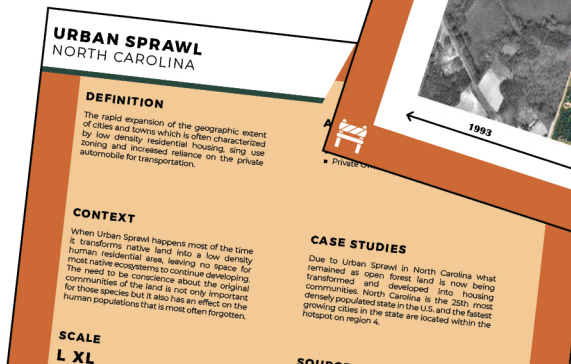 URBAN SPRAWL
NORTH CAROLINA
DEFINITION
The rapid expansion of the geographic extent
of cities and towns which is often characterized
by low density residential housing, sing use
zoning and increased reliance on the private
automobile for transportation.
CONTEXT
When Urban Sprawl happens most of the time
it transforms native land into a low density
human residential area, leaving no space for
most native ecosystems to continue developing.
The need to be conscience about the original
communities of the land is not only important
for those species but it also has an effect on the
human populations that is most often forgotten.
SCALE
L XL
A
Private
CASE STUDIES
Due to Urban Sprawl in North Carolina what
remained as open forest land is now being
transformed and developed into housing
communities. North Carolina is the 25th most
densely populated state in the U.S. and the fastest
growing cities in the state are located within the
hotspot on region 4.
1993